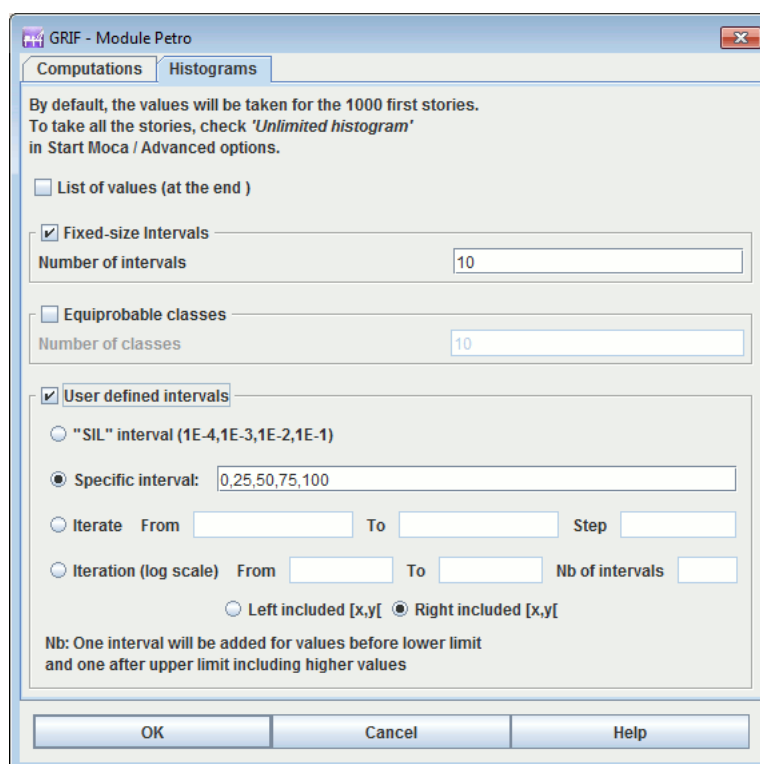 GRIF - Module Petro
Computations Histograms
By default, the values will be taken for the 1000 first stories.
To take all the stories, check 'Unlimited histogram'
in Start Moca / Advanced options.
List of values (at the end )
Fixed-size Intervals
Number of intervals 10
Equiprobable classes
Number of classes 10
User defined intervals
"SIL" interval (1E-4,1E-3,1E-2,1E-1)
Specific interval: 0,25,50,75,100
Iterate From To Step
Iteration (log scale) From To Nb of intervals
Left included [x,y[ Right included [x,y[
Nb: One interval will be added for values before lower limit
and one after upper limit including higher values
OK Cancel Help